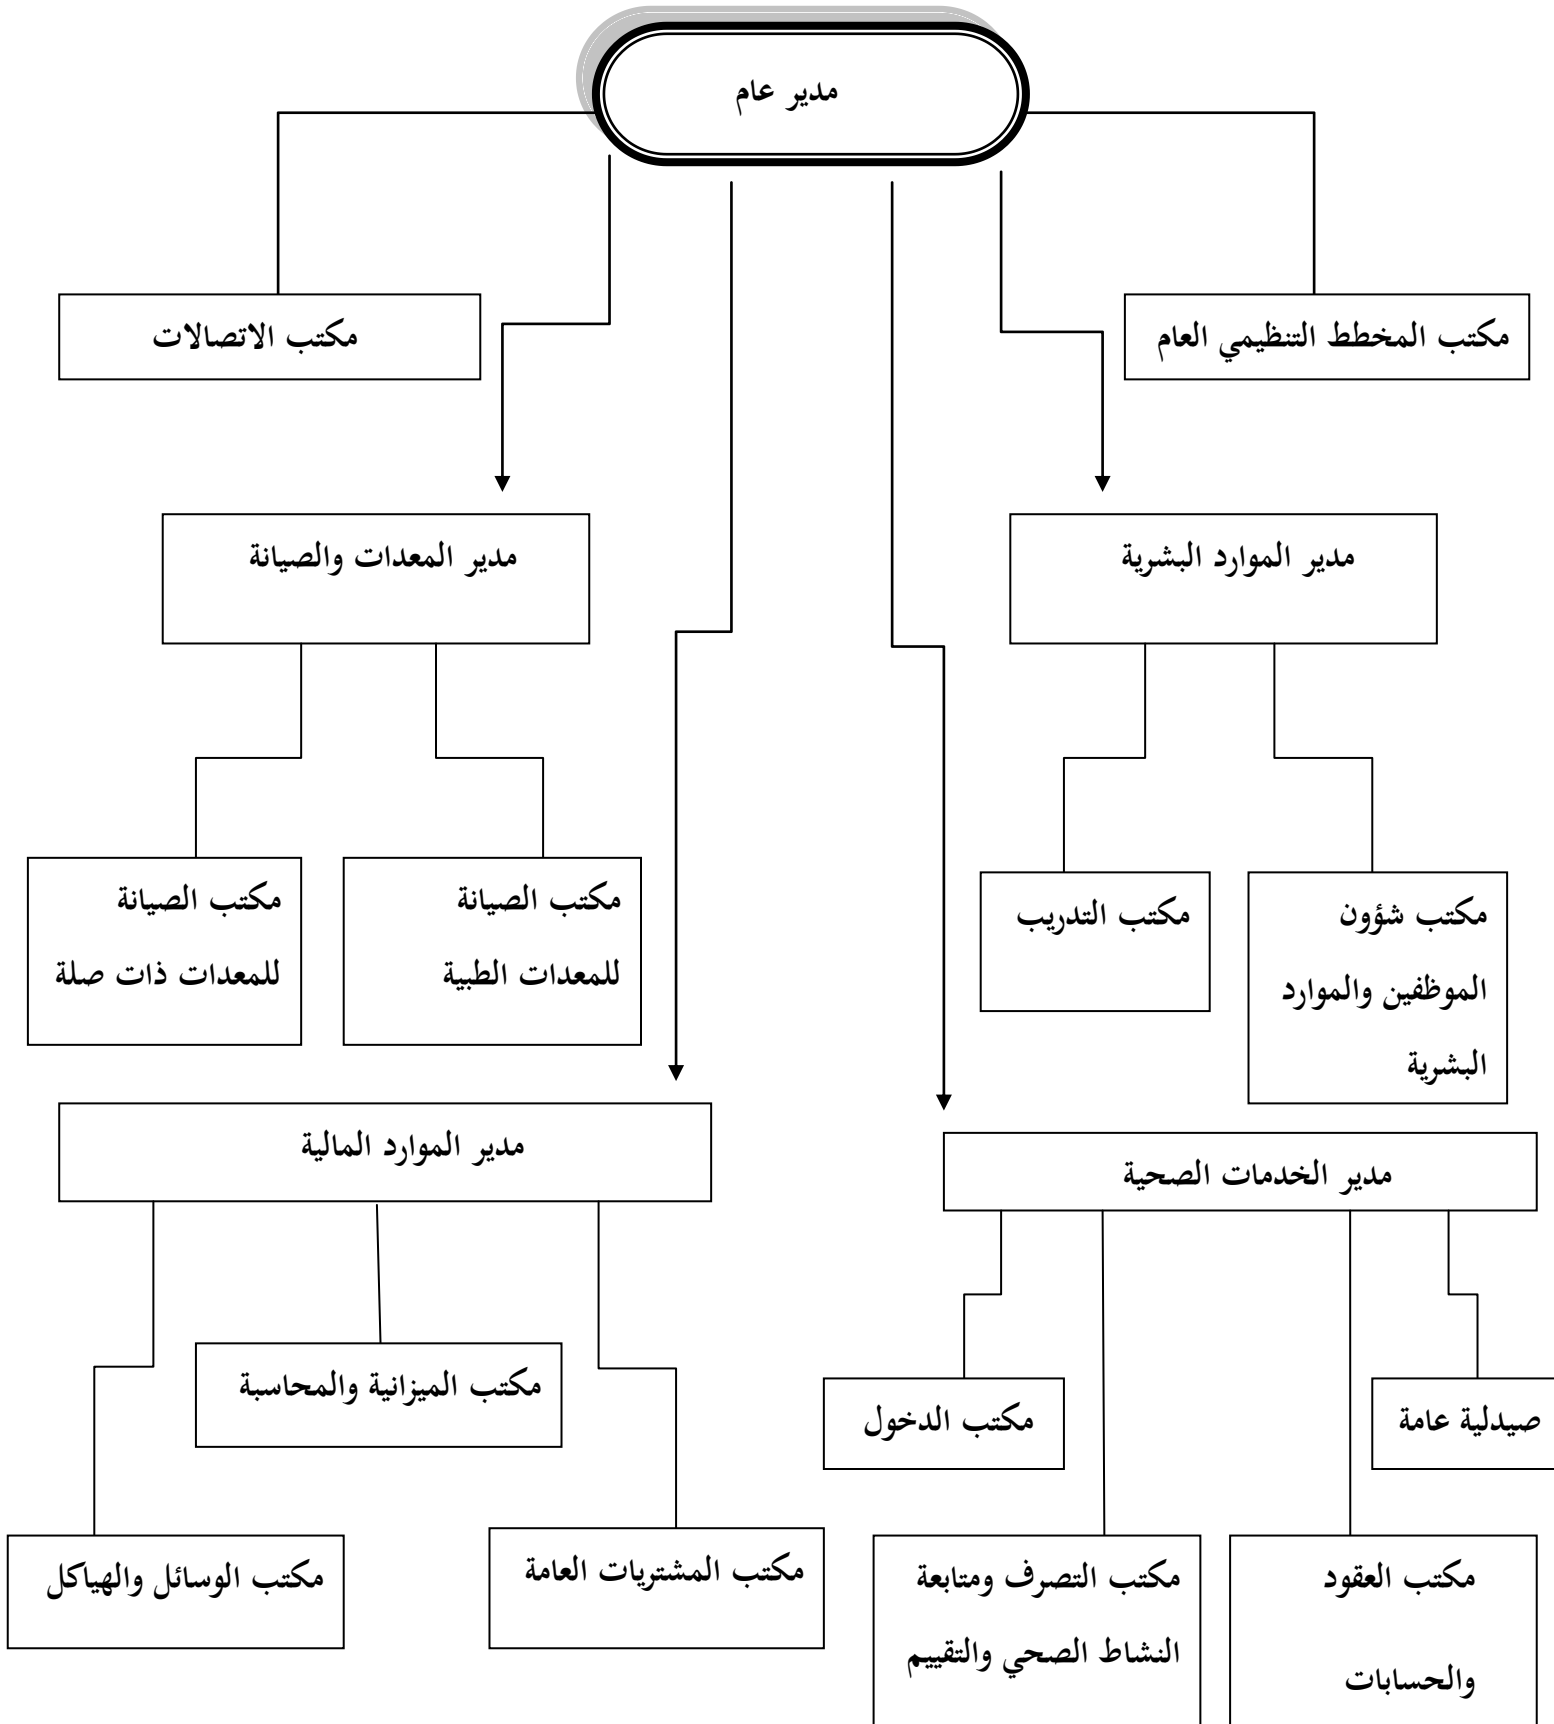 مدير عام
مكتب المخطط التنظيمي العام
مكتب الاتصالات
مدير الموارد البشرية
مدير المعدات والصيانة
مكتب شؤون
الموظفين والموارد
البشرية
مكتب التدريب
مكتب الصيانة
للمعدات الطبية
مكتب الصيانة
للمعدات ذات صلة
مدير الخدمات الصحية
مدير الموارد المالية
صيدلية عامة
مكتب الدخول
مكتب الميزانية والمحاسبة
مكتب العقود
والحسابات
مكتب التصرف ومتابعة
النشاط الصحي والتقييم
مكتب المشتريات العامة
مكتب الوسائل والهياكل